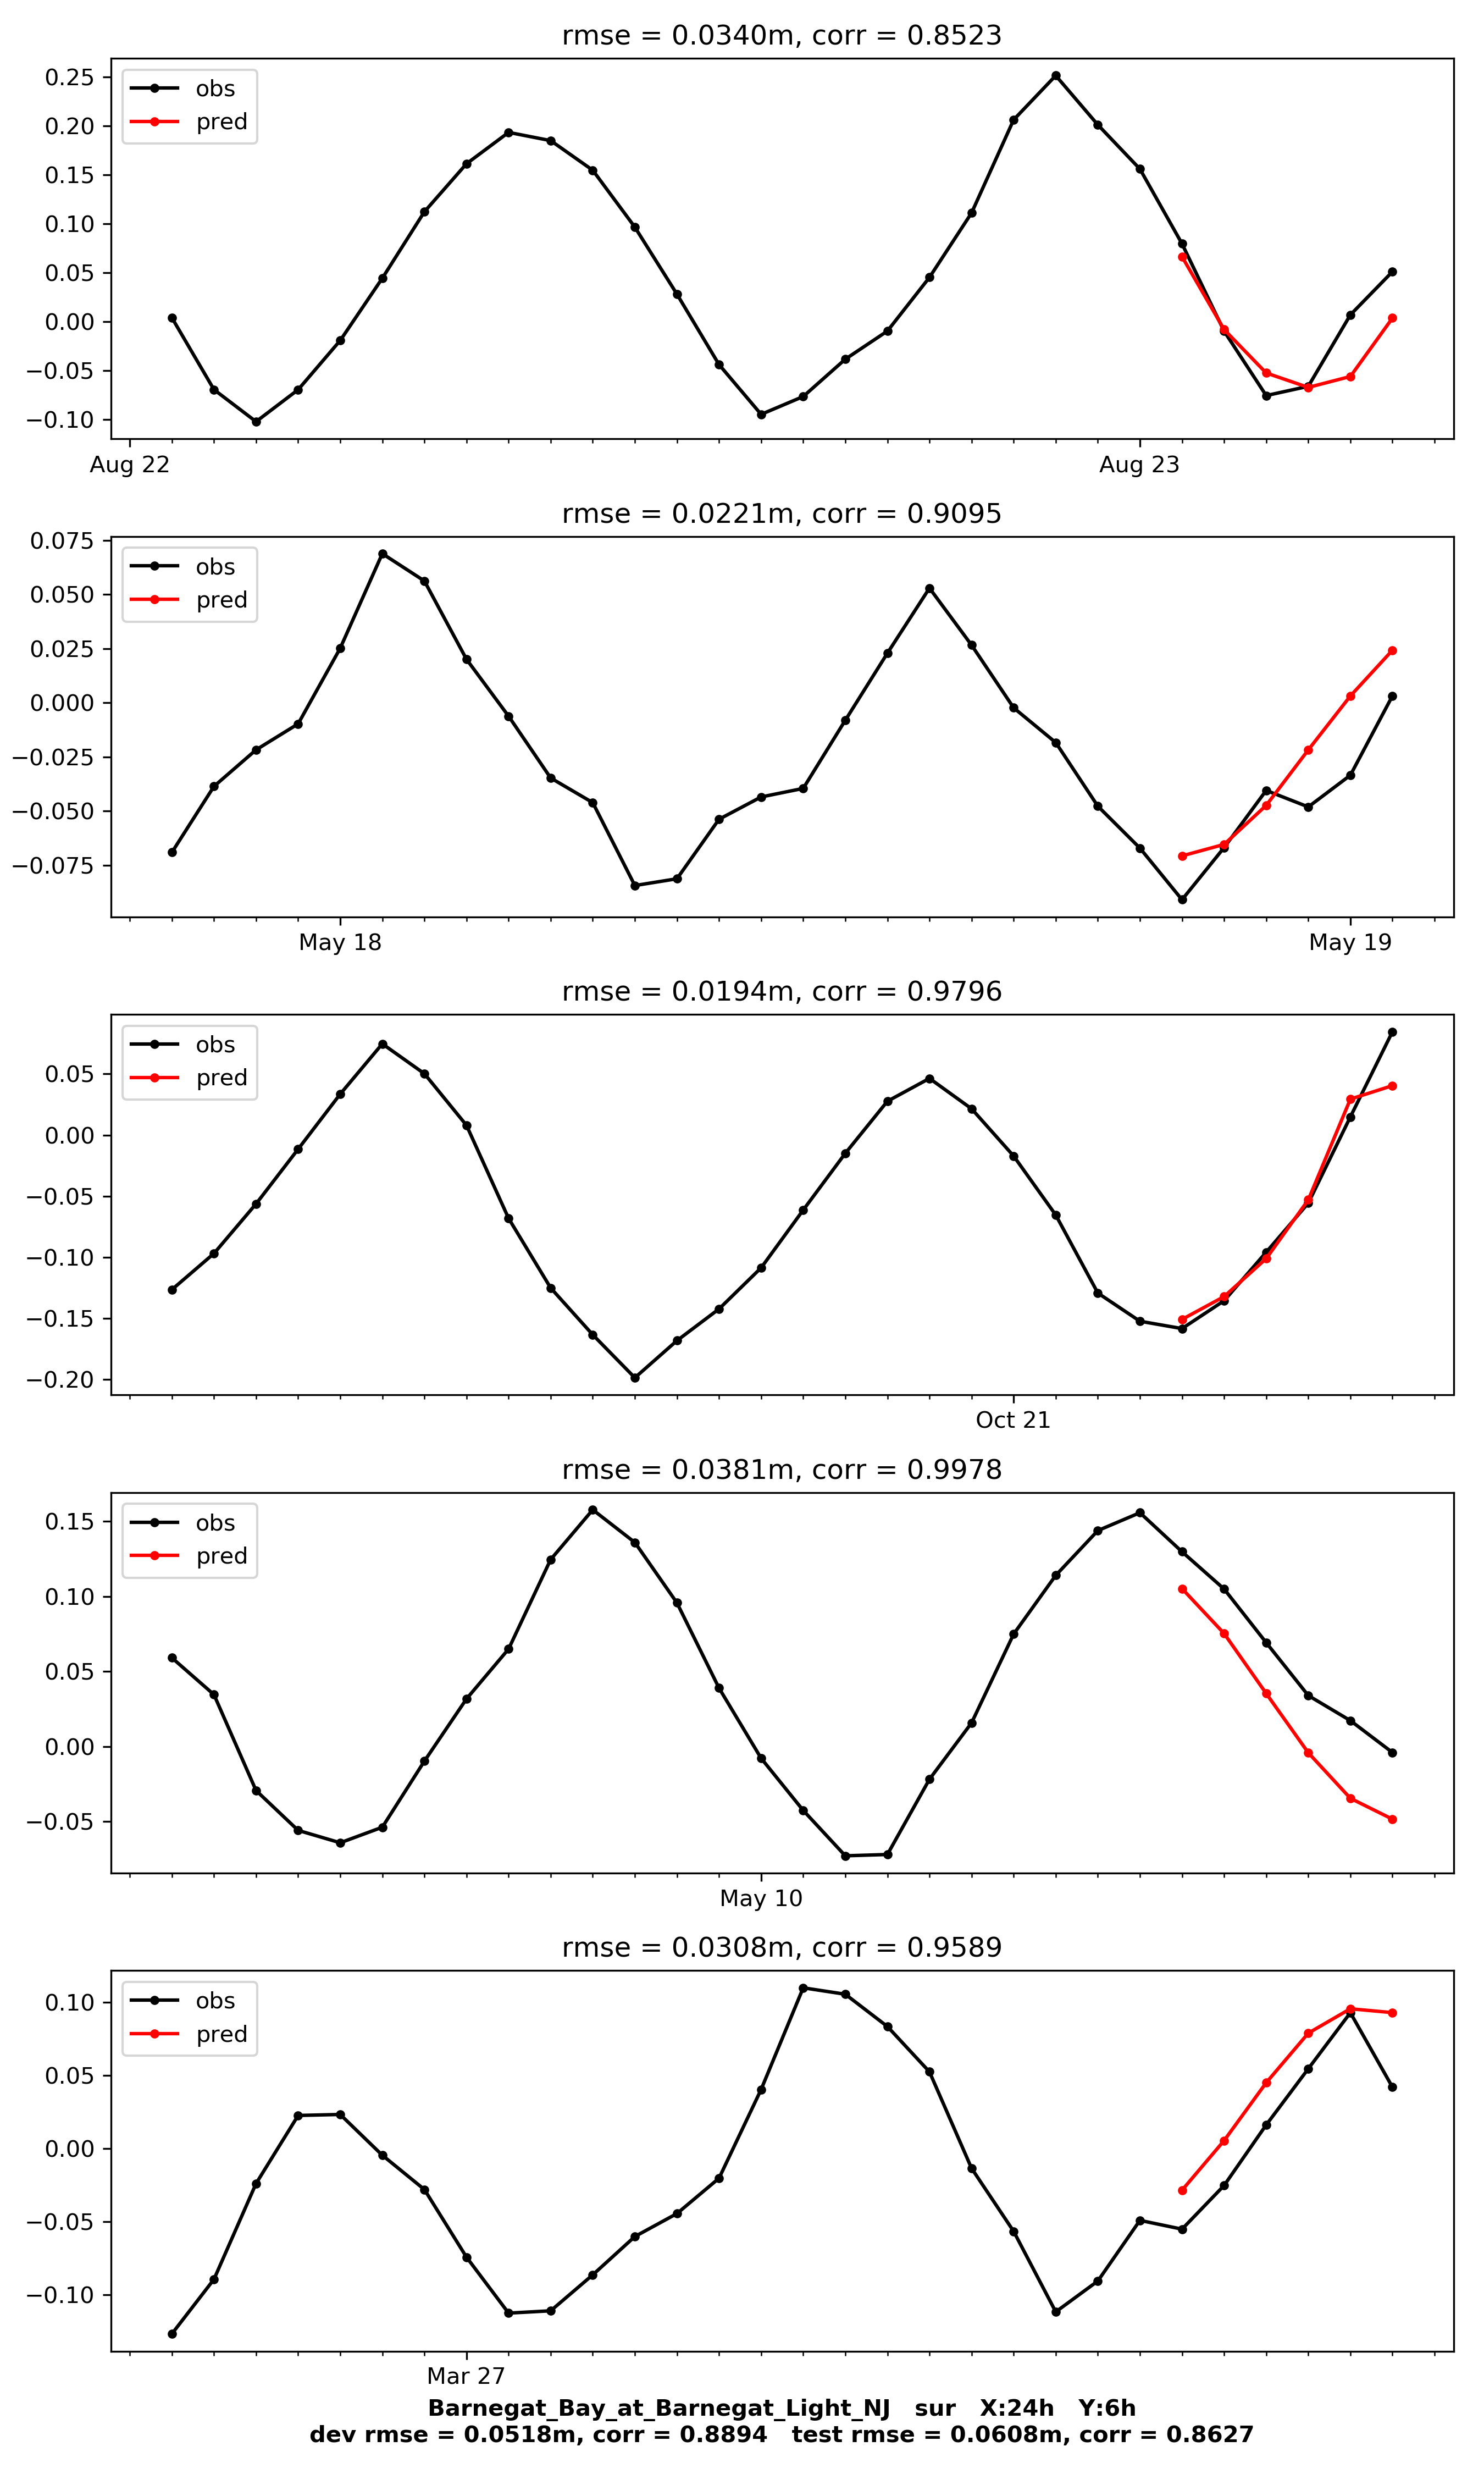 rmse = 0.0340m, corr = 0.8523
obs
pred
0.25
0.20
0.15
0.10
0.05
0.00
−0.05
−0.10
Aug 22 Aug 23
rmse = 0.0221m, corr = 0.9095
obs
pred
0.075
0.050
0.025
0.000
−0.025
−0.050
−0.075
May 18 May 19
rmse = 0.0194m, corr = 0.9796
obs
pred
0.05
0.00
−0.05
−0.10
−0.15
−0.20
Oct 21
rmse = 0.0381m, corr = 0.9978
obs
pred
0.15
0.10
0.05
0.00
−0.05
May 10
rmse = 0.0308m, corr = 0.9589
obs
pred
0.10
0.05
0.00
−0.05
−0.10
Mar 27
Barnegat_Bay_at_Barnegat_Light_NJ sur X:24h Y:6h
dev rmse = 0.0518m, corr = 0.8894 test rmse = 0.0608m, corr = 0.8627